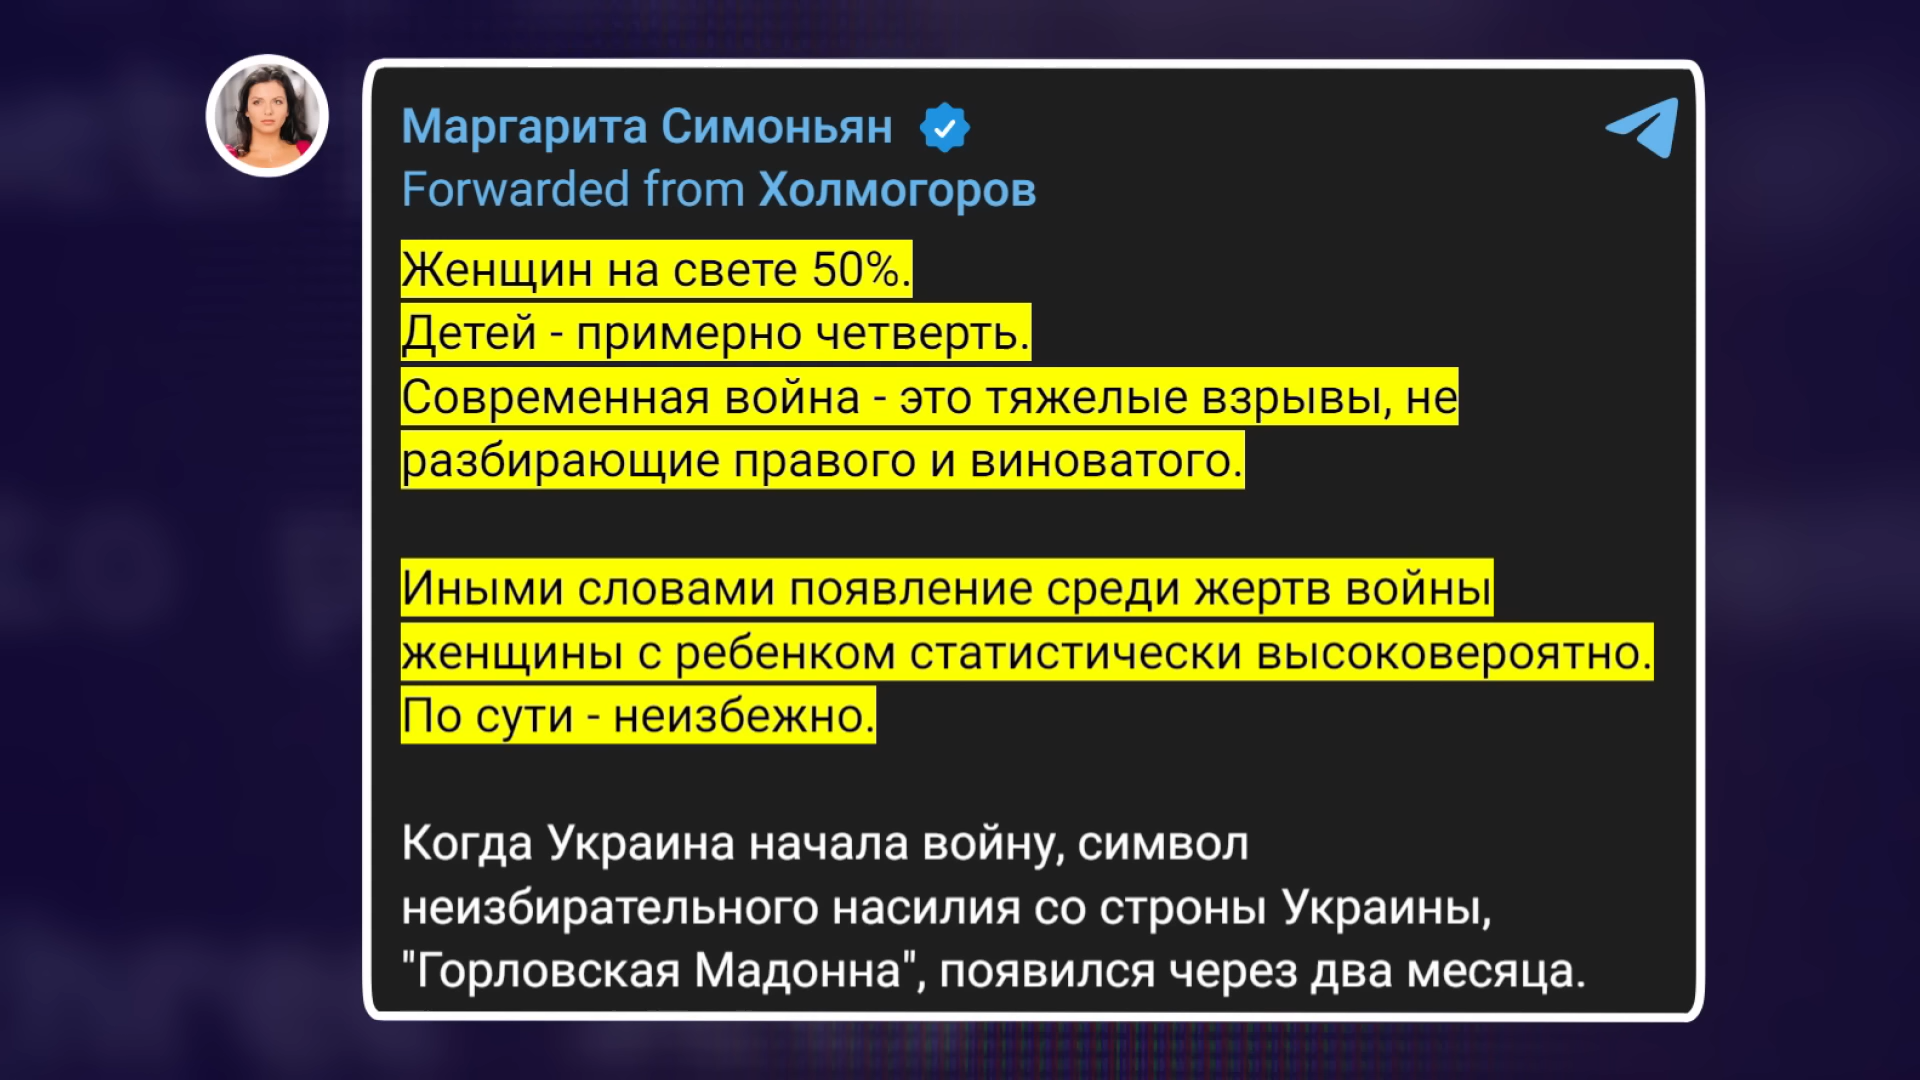 Маргарита Симоньян
Forwarded from Холмогоров
Женщин на свете 50%.
Детей - примерно четверть.
Современная война - это тяжелые взрывы, не
разбирающие правого и виноватого.
Иными словами появление среди жертв войны
женщины с ребенком статистически высоковероятно.
По сути - неизбежно.
Когда Украина начала войну, символ
неизбирательного насилия со строны Украины,
"Горловская Мадонна", появился через два месяца.